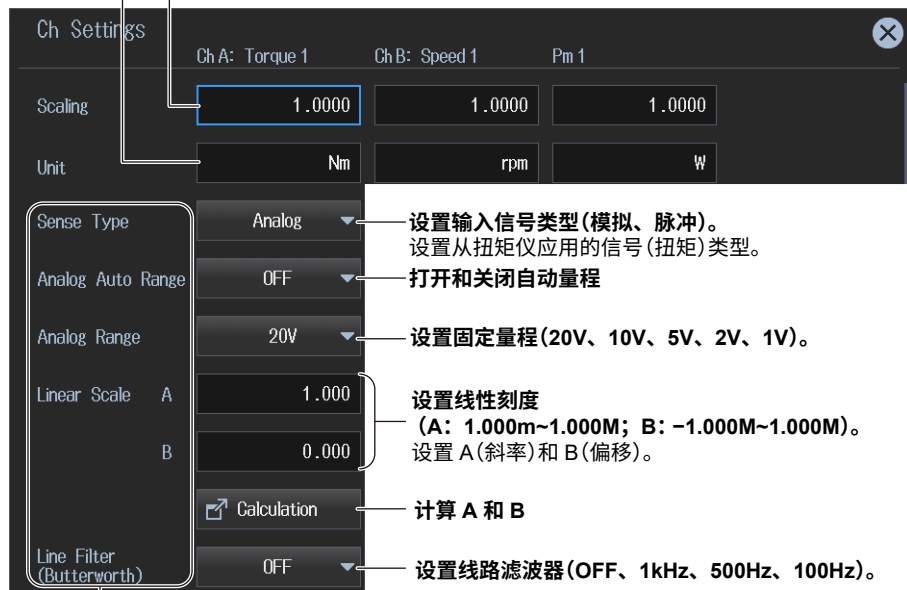 Ch Settings
Ch A: Torque 1 Ch B: Speed 1 Pm 1
Scaling 1.0000 1.0000 1.0000
Unit Nm rpm W
Sense Type Analog 设置输入信号类型(模拟、脉冲)。
设置从扭矩仪应用的信号(扭矩)类型。
Analog Auto Range OFF 打开和关闭自动量程
Analog Range 20V 设置固定量程(20V、10V、5V、2V、1V)。
Linear Scale A 1.000 设置线性刻度
(A: 1.000m~1.000M; B: −1.000M~1.000M)。
B 0.000 设置 A(斜率)和 B(偏移)。
Calculation 计算 A 和 B
Line Filter
(Butterworth) OFF 设置线路滤波器(OFF、1kHz、500Hz、100Hz)。